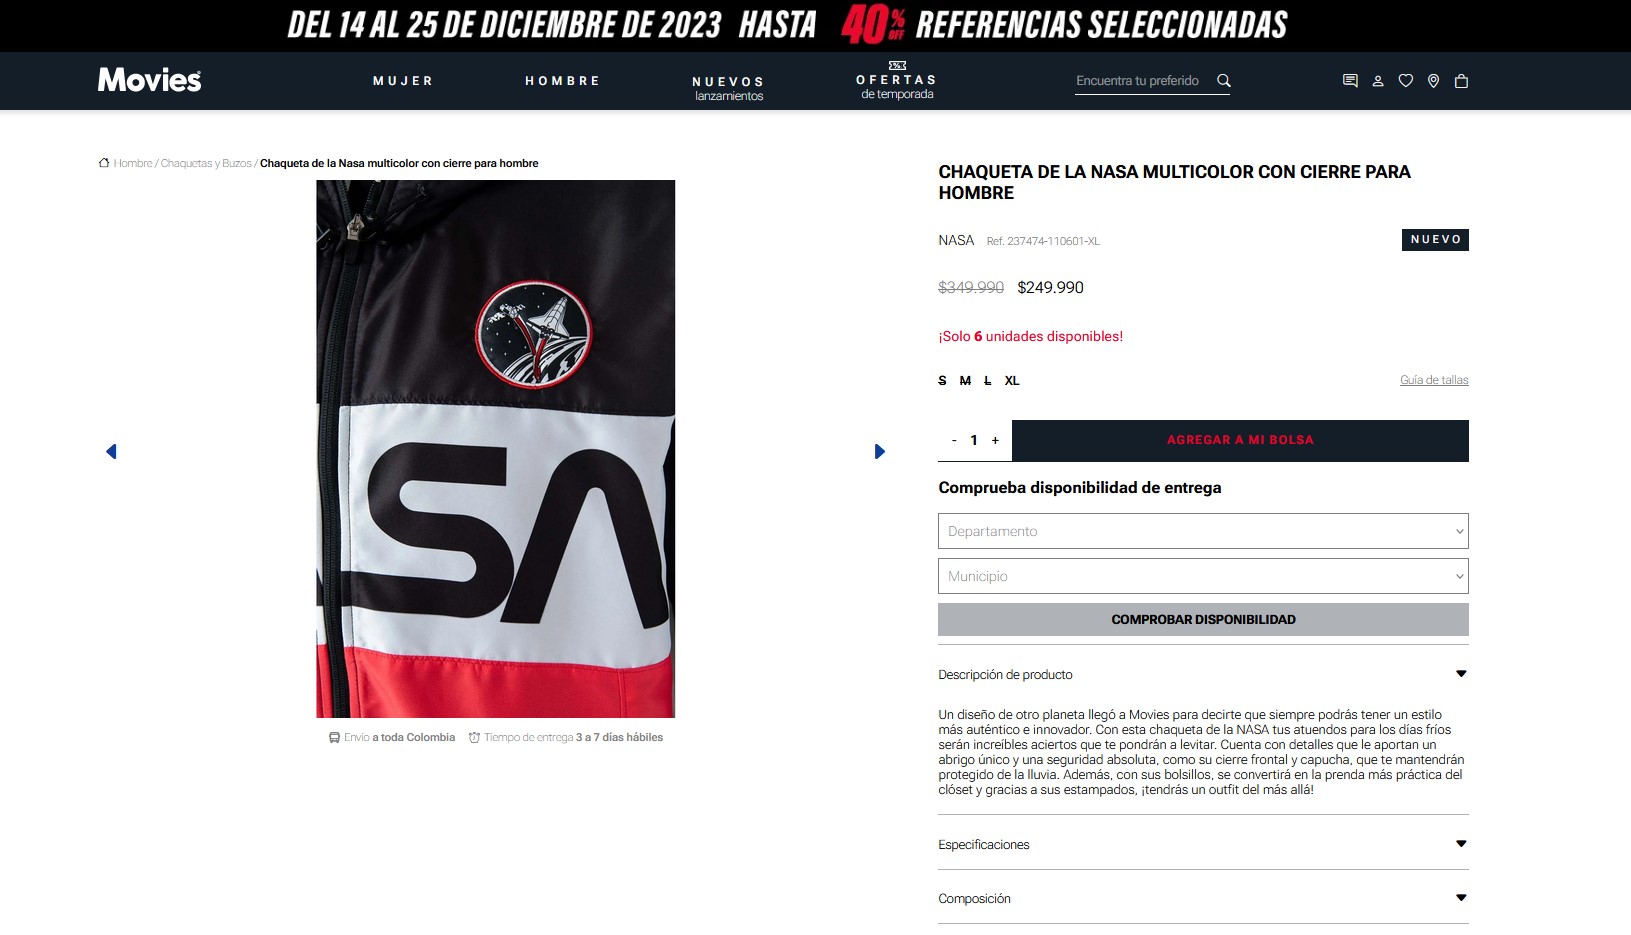 DEL 14 AL 25 DE DICIEMBRE DE 2023 HASTA 40% OFF REFERENCIAS SELECCIONADAS
Movies
MUJER
HOMBRE
NUEVOS
lanzamientos
OFERTAS
de temporada
Encuentra tu preferido
Hombre / Chaquetas y Buzos / Chaqueta de la Nasa multicolor con cierre para hombre
SA
Envío a toda Colombia Tiempo de entrega 3 a 7 días hábiles
CHAQUETA DE LA NASA MULTICOLOR CON CIERRE PARA
HOMBRE
NASA Ref. 237474-110601-XL
NUEVO
$349.990 $249.990
¡Solo 6 unidades disponibles!
S M L XL
Guía de tallas
- 1 +
AGREGAR A MI BOLSA
Comprueba disponibilidad de entrega
Departamento
Municipio
COMPROBAR DISPONIBILIDAD
Descripción de producto
Un diseño de otro planeta llegó a Movies para decirte que siempre podrás tener un estilo
más auténtico e innovador. Con esta chaqueta de la NASA tus atuendos para los días fríos
serán increíbles aciertos que te pondrán a levitar. Cuenta con detalles que le aportan un
abrigo único y una seguridad absoluta, como su cierre frontal y capucha, que te mantendrán
protegido de la lluvia. Además, con sus bolsillos, se convertirá en la prenda más práctica del
clóset y gracias a sus estampados, ¡tendrás un outfit del más allá!
Especificaciones
Composición